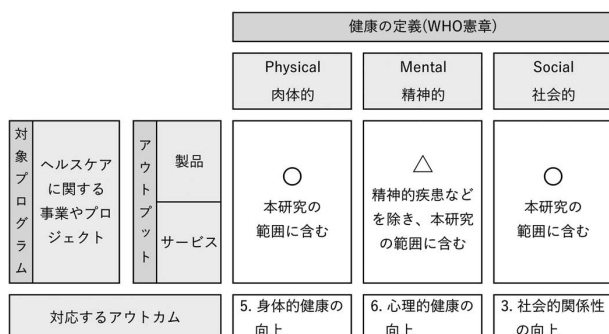 健康の定義(WHO憲章)
Physical
肉体的
Mental
精神的
Social
社会的
対象プログラム
ヘルスケア
に関する
事業やプロ
ジェクト
アウトプット
製品
サービス
○
本研究の
範囲に含む
△
精神的疾患など
を除き、本研究
の範囲に含む
○
本研究の
範囲に含む
対応するアウトカム
5. 身体的健康の
向上
6. 心理的健康の
向上
3. 社会的関係性
の向上